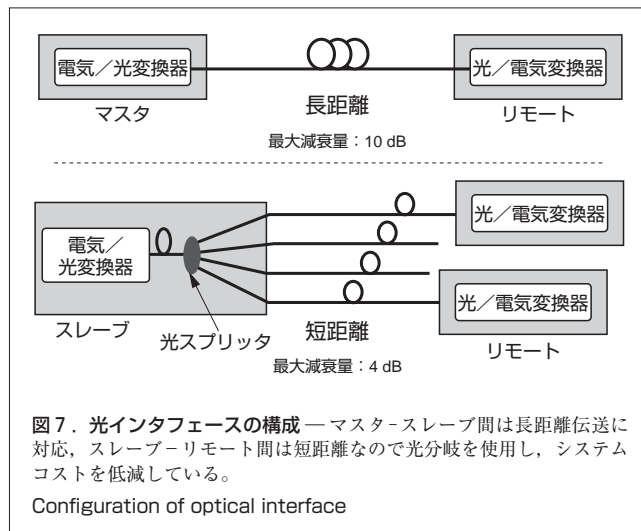 電気／光変換器
光／電気変換器
マスタ
長距離
リモート
最大減衰量：10 dB
電気／
光変換器
光／電気変換器
光／電気変換器
スレーブ
光スプリッタ
短距離
リモート
最大減衰量：4 dB
図7．光インタフェースの構成 — マスタ−スレーブ間は長距離伝送に
対応，スレーブ−リモート間は短距離なので光分岐を使用し，システム
コストを低減している。
Configuration of optical interface